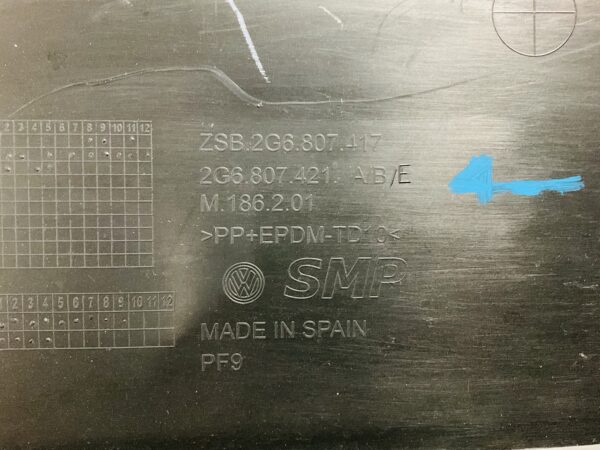 ZSB.2G6.807.417
2G6.807.421. A/B/E
M.186.2.01
>PP+EPDM-TD10<
VW SMP
MADE IN SPAIN
PF9
2 3 4 5 6 7 8 9 10 11 12
1 2 3 4 5 6 7 8 9 10 11 12